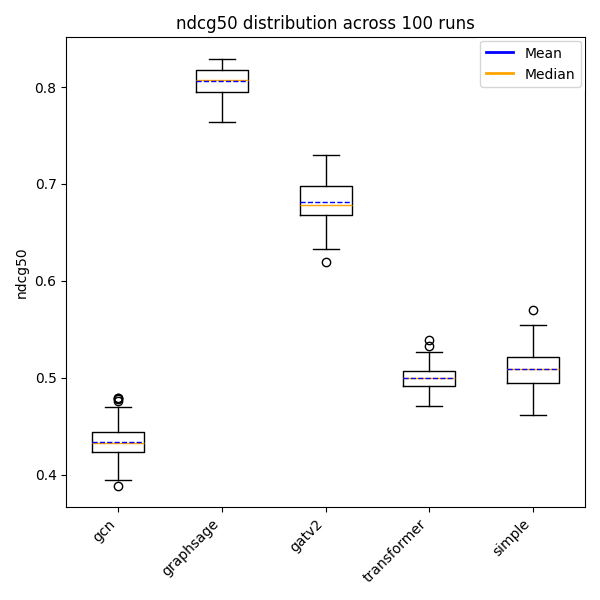 ndcg50 distribution across 100 runs
Mean
Median
ndcg50
0.8
0.7
0.6
0.5
0.4
gcn
graphsage
gatv2
transformer
simple